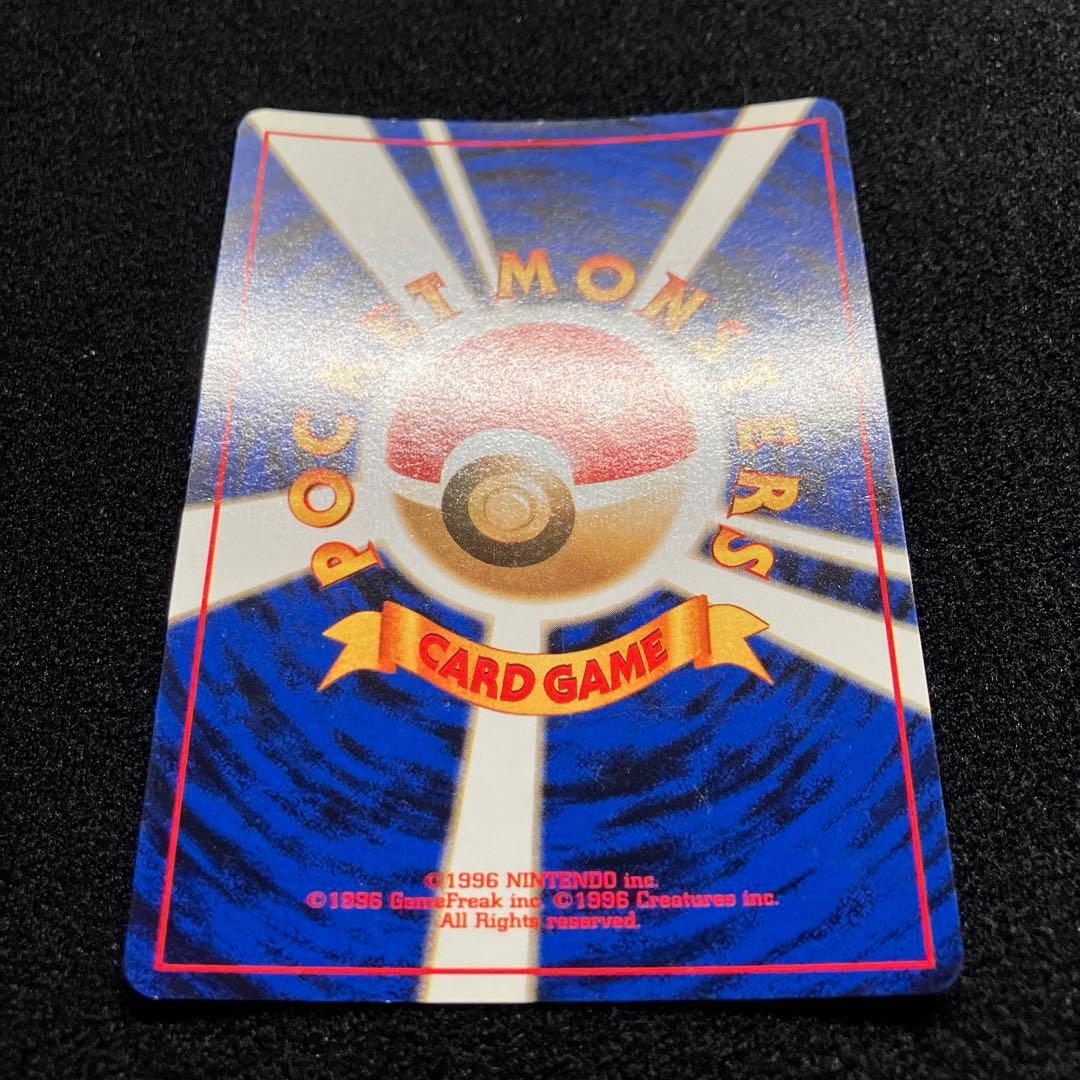 POCKET MONSTERS
CARD GAME
©1996 NINTENDO inc.
©1996 GameFreak inc. ©1996 Creatures inc.
All Rights reserved.